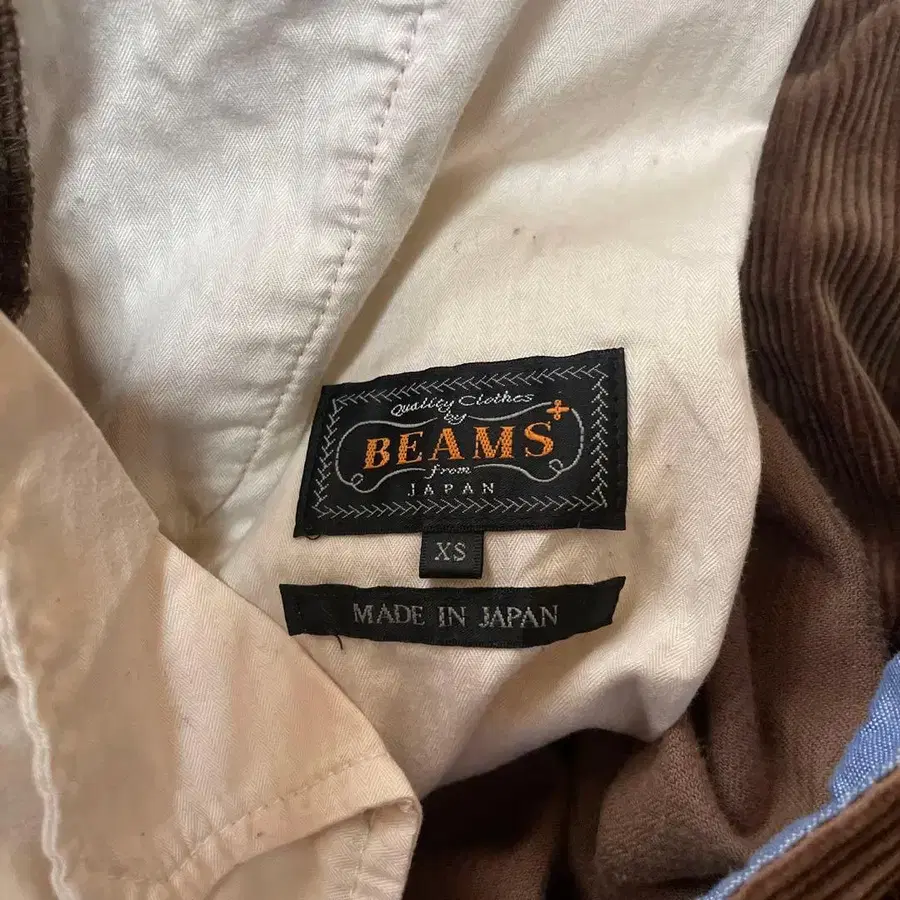 Quality Clothes
by
BEAMS+
from
JAPAN
XS
MADE IN JAPAN